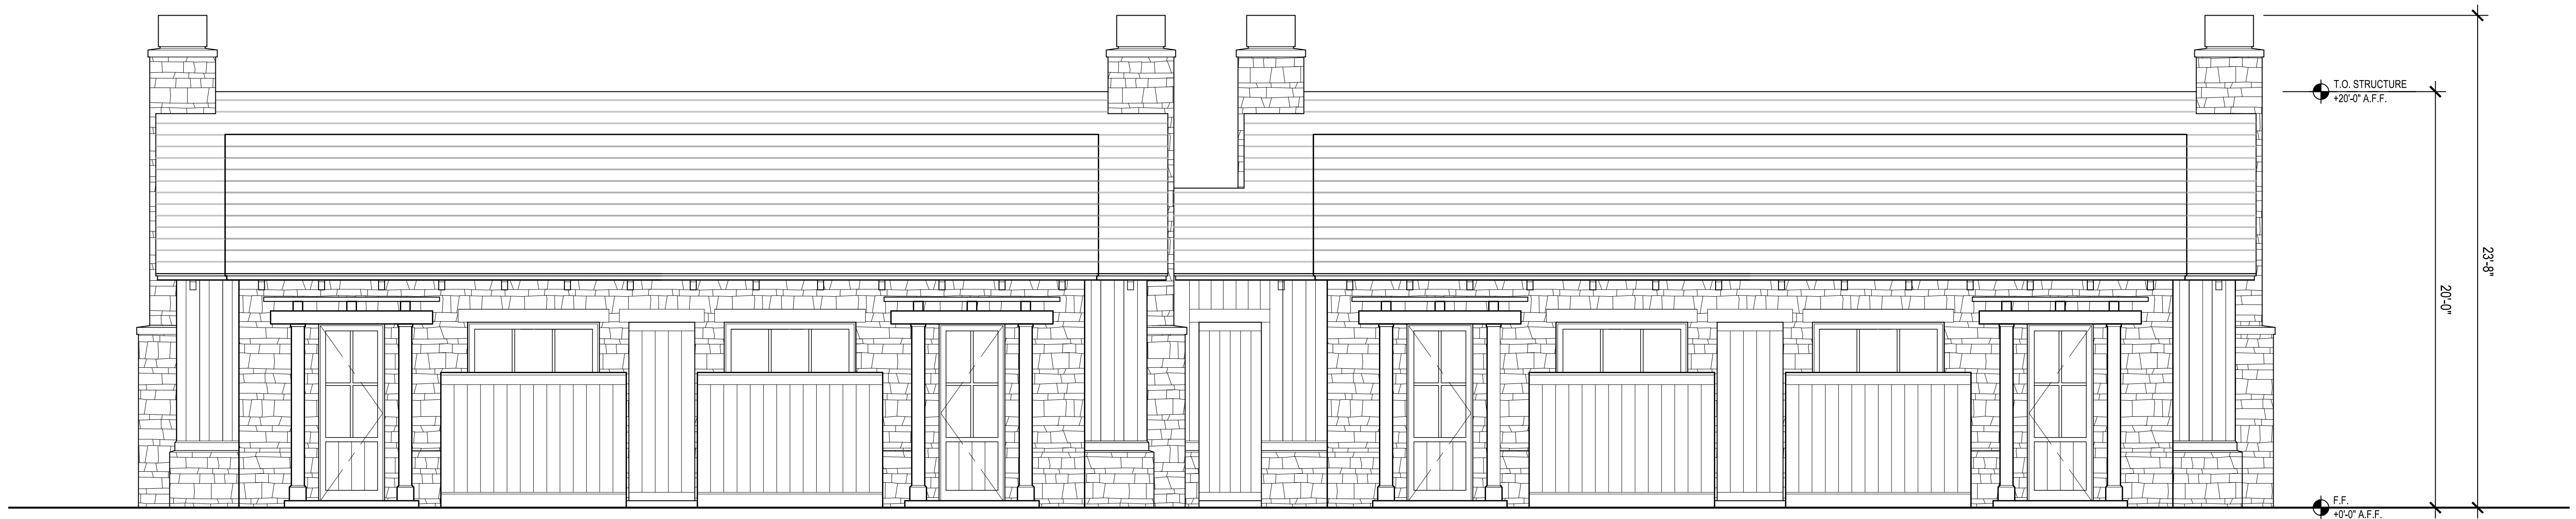 T.O. STRUCTURE
+20'-0" A.F.F.
23'-8"
20'-0"
F.F.
+0'-0" A.F.F.